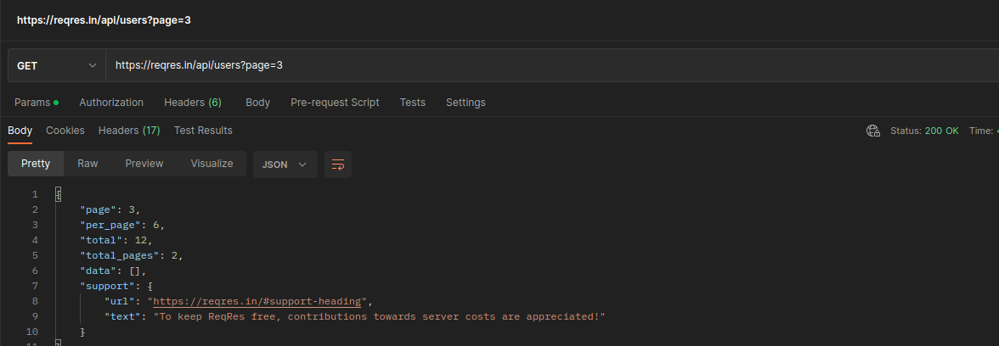 https://reqres.in/api/users?page=3
GET https://reqres.in/api/users?page=3
Params Authorization Headers (6) Body Pre-request Script Tests Settings
Body Cookies Headers (17) Test Results Status: 200 OK Time:
Pretty Raw Preview Visualize JSON
1 {
2 "page": 3,
3 "per_page": 6,
4 "total": 12,
5 "total_pages": 2,
6 "data": [],
7 "support": {
8 "url": "https://reqres.in/#support-heading",
9 "text": "To keep ReqRes free, contributions towards server costs are appreciated!"
10 }
11 }